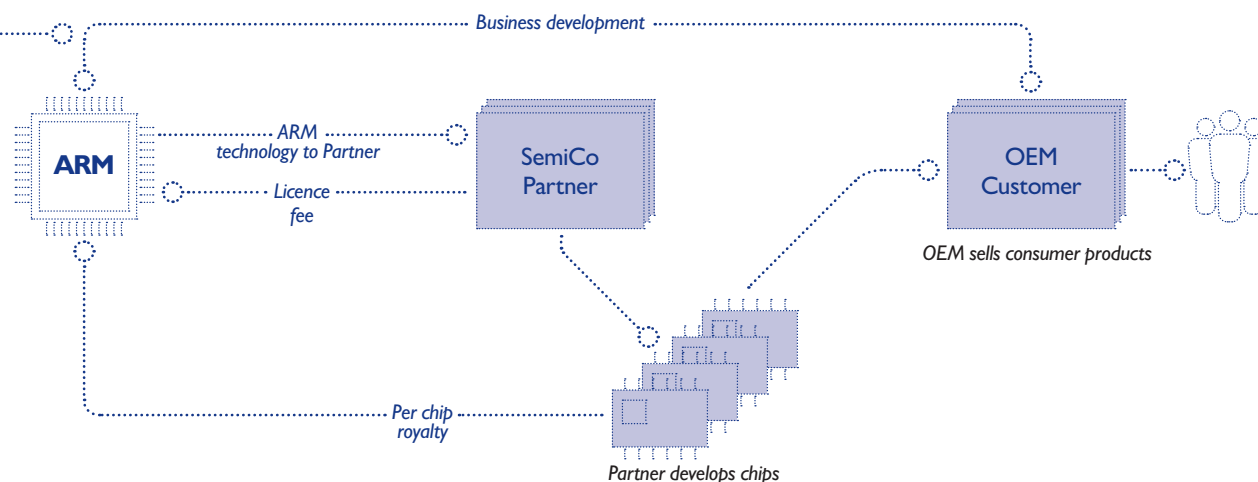 Business development
ARM
ARM
technology to Partner
Licence
fee
SemiCo
Partner
OEM
Customer
OEM sells consumer products
Per chip
royalty
Partner develops chips